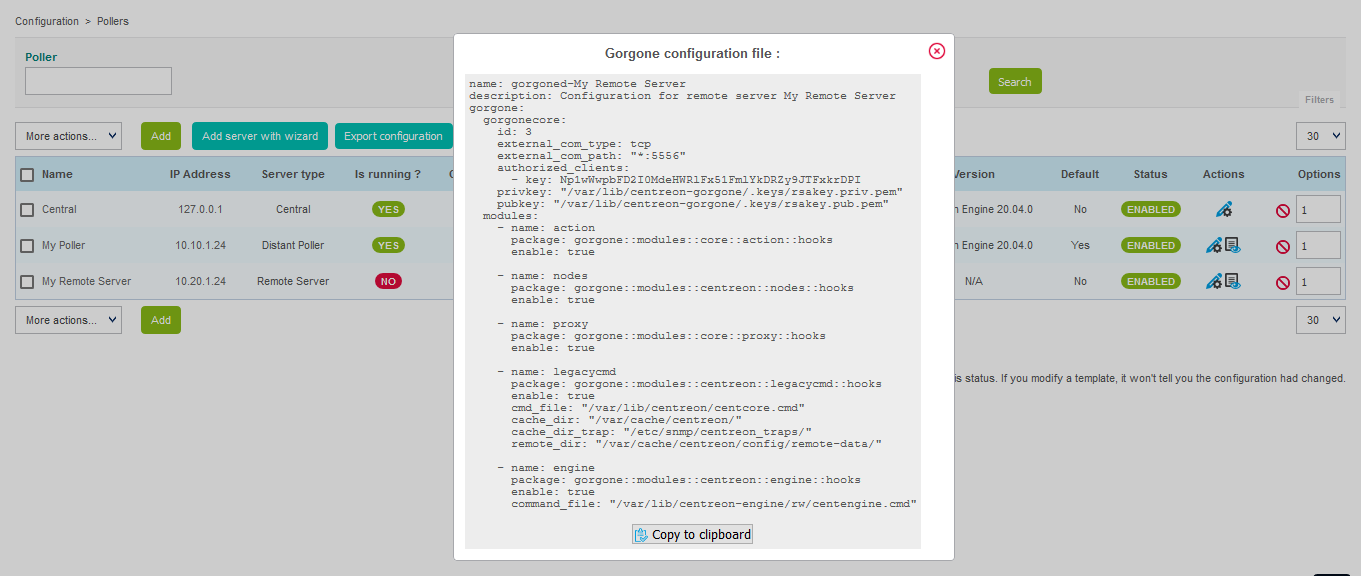 Configuration > Pollers
Poller
Search
Filters
More actions...
Add
Add server with wizard
Export configuration
30
Name IP Address Server type Is running ? Version Default Status Actions Options
Central 127.0.0.1 Central YES Engine 20.04.0 No ENABLED 1
My Poller 10.10.1.24 Distant Poller YES Engine 20.04.0 Yes ENABLED 1
My Remote Server 10.20.1.24 Remote Server NO N/A No ENABLED 1
More actions...
Add
30
is status. If you modify a template, it won't tell you the configuration had changed.
Gorgone configuration file :
name: gorgoned-My Remote Server
description: Configuration for remote server My Remote Server
gorgone:
  gorgonecore:
    id: 3
    external_com_type: tcp
    external_com_path: "*:5556"
    authorized_clients:
      - key: Np1wWwpbFD2I0MdeHWRlFx51FmlYkDRZy9JTFxkrDPI
    privkey: "/var/lib/centreon-gorgone/.keys/rsakey.priv.pem"
    pubkey: "/var/lib/centreon-gorgone/.keys/rsakey.pub.pem"
  modules:
    - name: action
      package: gorgone::modules::core::action::hooks
      enable: true
    - name: nodes
      package: gorgone::modules::centreon::nodes::hooks
      enable: true
    - name: proxy
      package: gorgone::modules::core::proxy::hooks
      enable: true
    - name: legacycmd
      package: gorgone::modules::centreon::legacycmd::hooks
      enable: true
      cmd_file: "/var/lib/centreon/centcore.cmd"
      cache_dir: "/var/cache/centreon/"
      cache_dir_trap: "/etc/snmp/centreon_traps/"
      remote_dir: "/var/cache/centreon/config/remote-data/"
    - name: engine
      package: gorgone::modules::centreon::engine::hooks
      enable: true
      command_file: "/var/lib/centreon-engine/rw/centengine.cmd"
Copy to clipboard